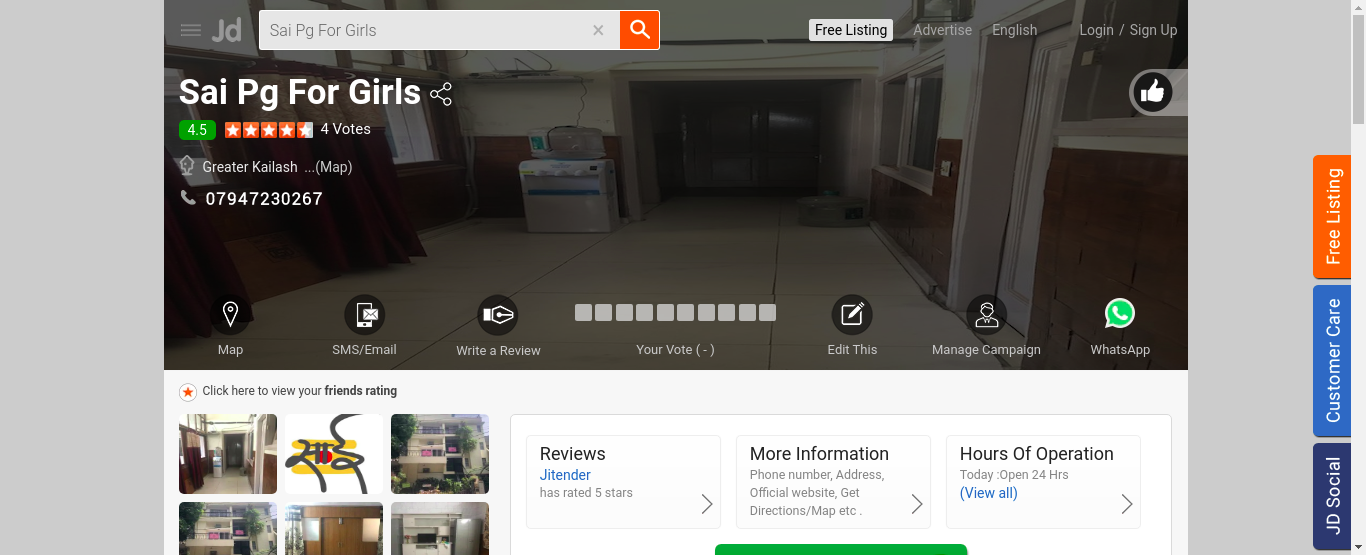 Jd
Sai Pg For Girls
×
Free Listing
Advertise
English
Login / Sign Up
Sai Pg For Girls
4.5
4 Votes
Greater Kailash ...(Map)
07947230267
Map
SMS/Email
Write a Review
Your Vote ( - )
Edit This
Manage Campaign
WhatsApp
Click here to view your friends rating
साई
Reviews
Jitender
has rated 5 stars
More Information
Phone number, Address,
Official website, Get
Directions/Map etc .
Hours Of Operation
Today :Open 24 Hrs
(View all)
Free Listing
Customer Care
JD Social